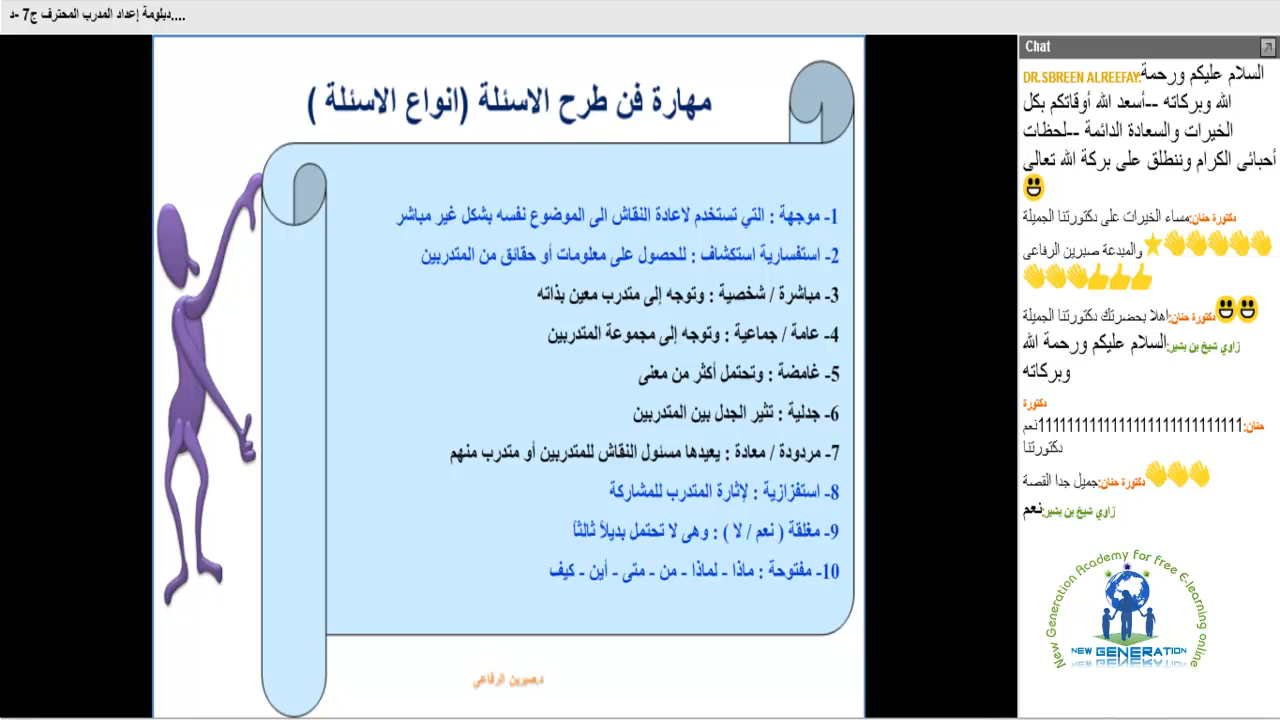 دبلومة إعداد المدرب المحترف ج7 -د....
مهارة فن طرح الاسئلة (انواع الاسئلة )
1- موجهة : التي تستخدم لاعادة النقاش الى الموضوع نفسه بشكل غير مباشر
2- استفسارية استكشاف : للحصول على معلومات أو حقائق من المتدربين
3- مباشرة / شخصية : وتوجه إلى متدرب معين بذاته
4- عامة / جماعية : وتوجه إلى مجموعة المتدربين
5- غامضة : وتحتمل أكثر من معنى
6- جدلية : تثير الجدل بين المتدربين
7- مردودة / معادة : يعيدها مسئول النقاش للمتدربين أو متدرب منهم
8- استفزازية : لإثارة المتدرب للمشاركة
9- مغلقة ( نعم / لا ) : وهى لا تحتمل بديلاً ثالثاً
10- مفتوحة : ماذا - لماذا - من - متى - أين - كيف
د.صبرين الرفاعى
Chat
DR.SBREEN ALREEFAY:السلام عليكم ورحمة
الله وبركاته --أسعد الله أوقاتكم بكل
الخيرات والسعادة الدائمة --لحظات
أحبائى الكرام وننطلق على بركة الله تعالى
دكتورة حنان:مساء الخيرات على دكتورتنا الجميلة
والمبدعة صبرين الرفاعى
دكتورة حنان:اهلا بحضرتك دكتورتنا الجميلة
زاوي شيخ بن بشير:السلام عليكم ورحمة الله
وبركاته
دكتورة
حنان:1111111111111111111111111111نعم
دكتورتنا
دكتورة حنان:جميل جدا القصة
زاوي شيخ بن بشير:نعم
New Generation Academy For Free E-learning online
NEW GENERATION